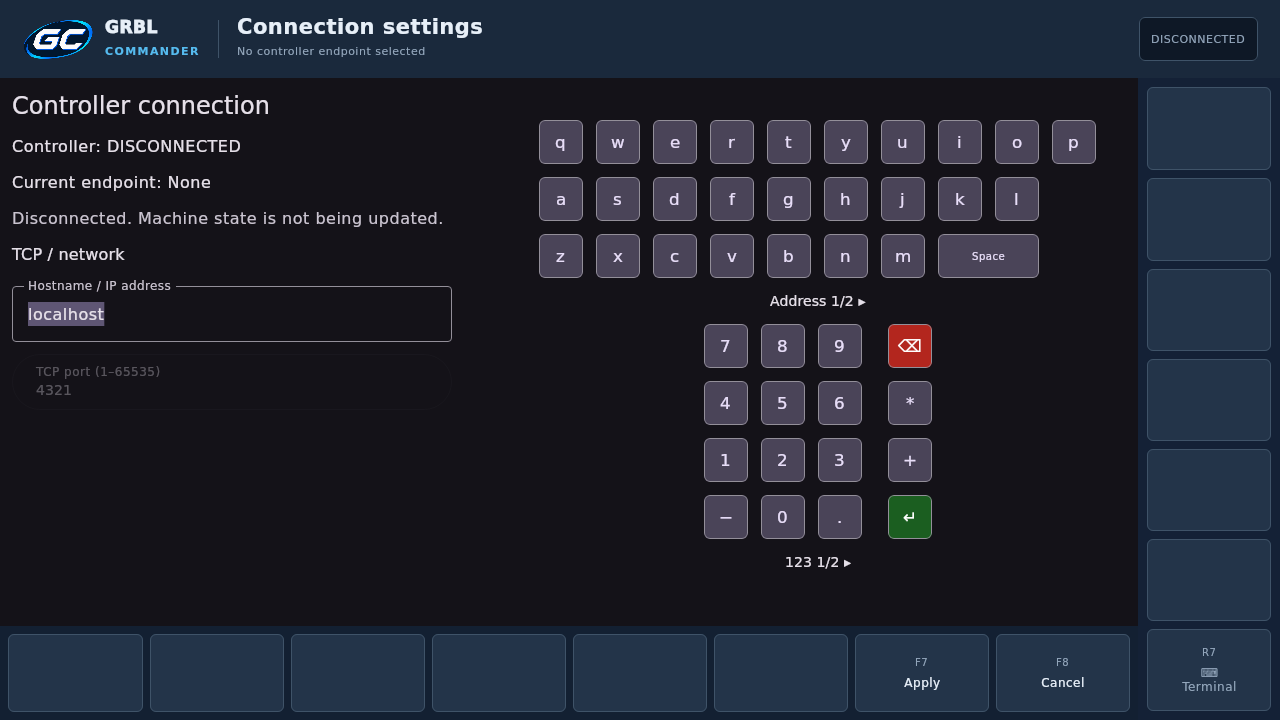 GC
GRBL
COMMANDER
Connection settings
No controller endpoint selected
DISCONNECTED
Controller connection
Controller: DISCONNECTED
Current endpoint: None
Disconnected. Machine state is not being updated.
TCP / network
Hostname / IP address
localhost
TCP port (1–65535)
4321
q w e r t y u i o p
a s d f g h j k l
z x c v b n m Space
Address 1/2 ▸
7 8 9 ⌫
4 5 6 *
1 2 3 +
− 0 . ↵
123 1/2 ▸
F7
Apply
F8
Cancel
R7
⌨
Terminal